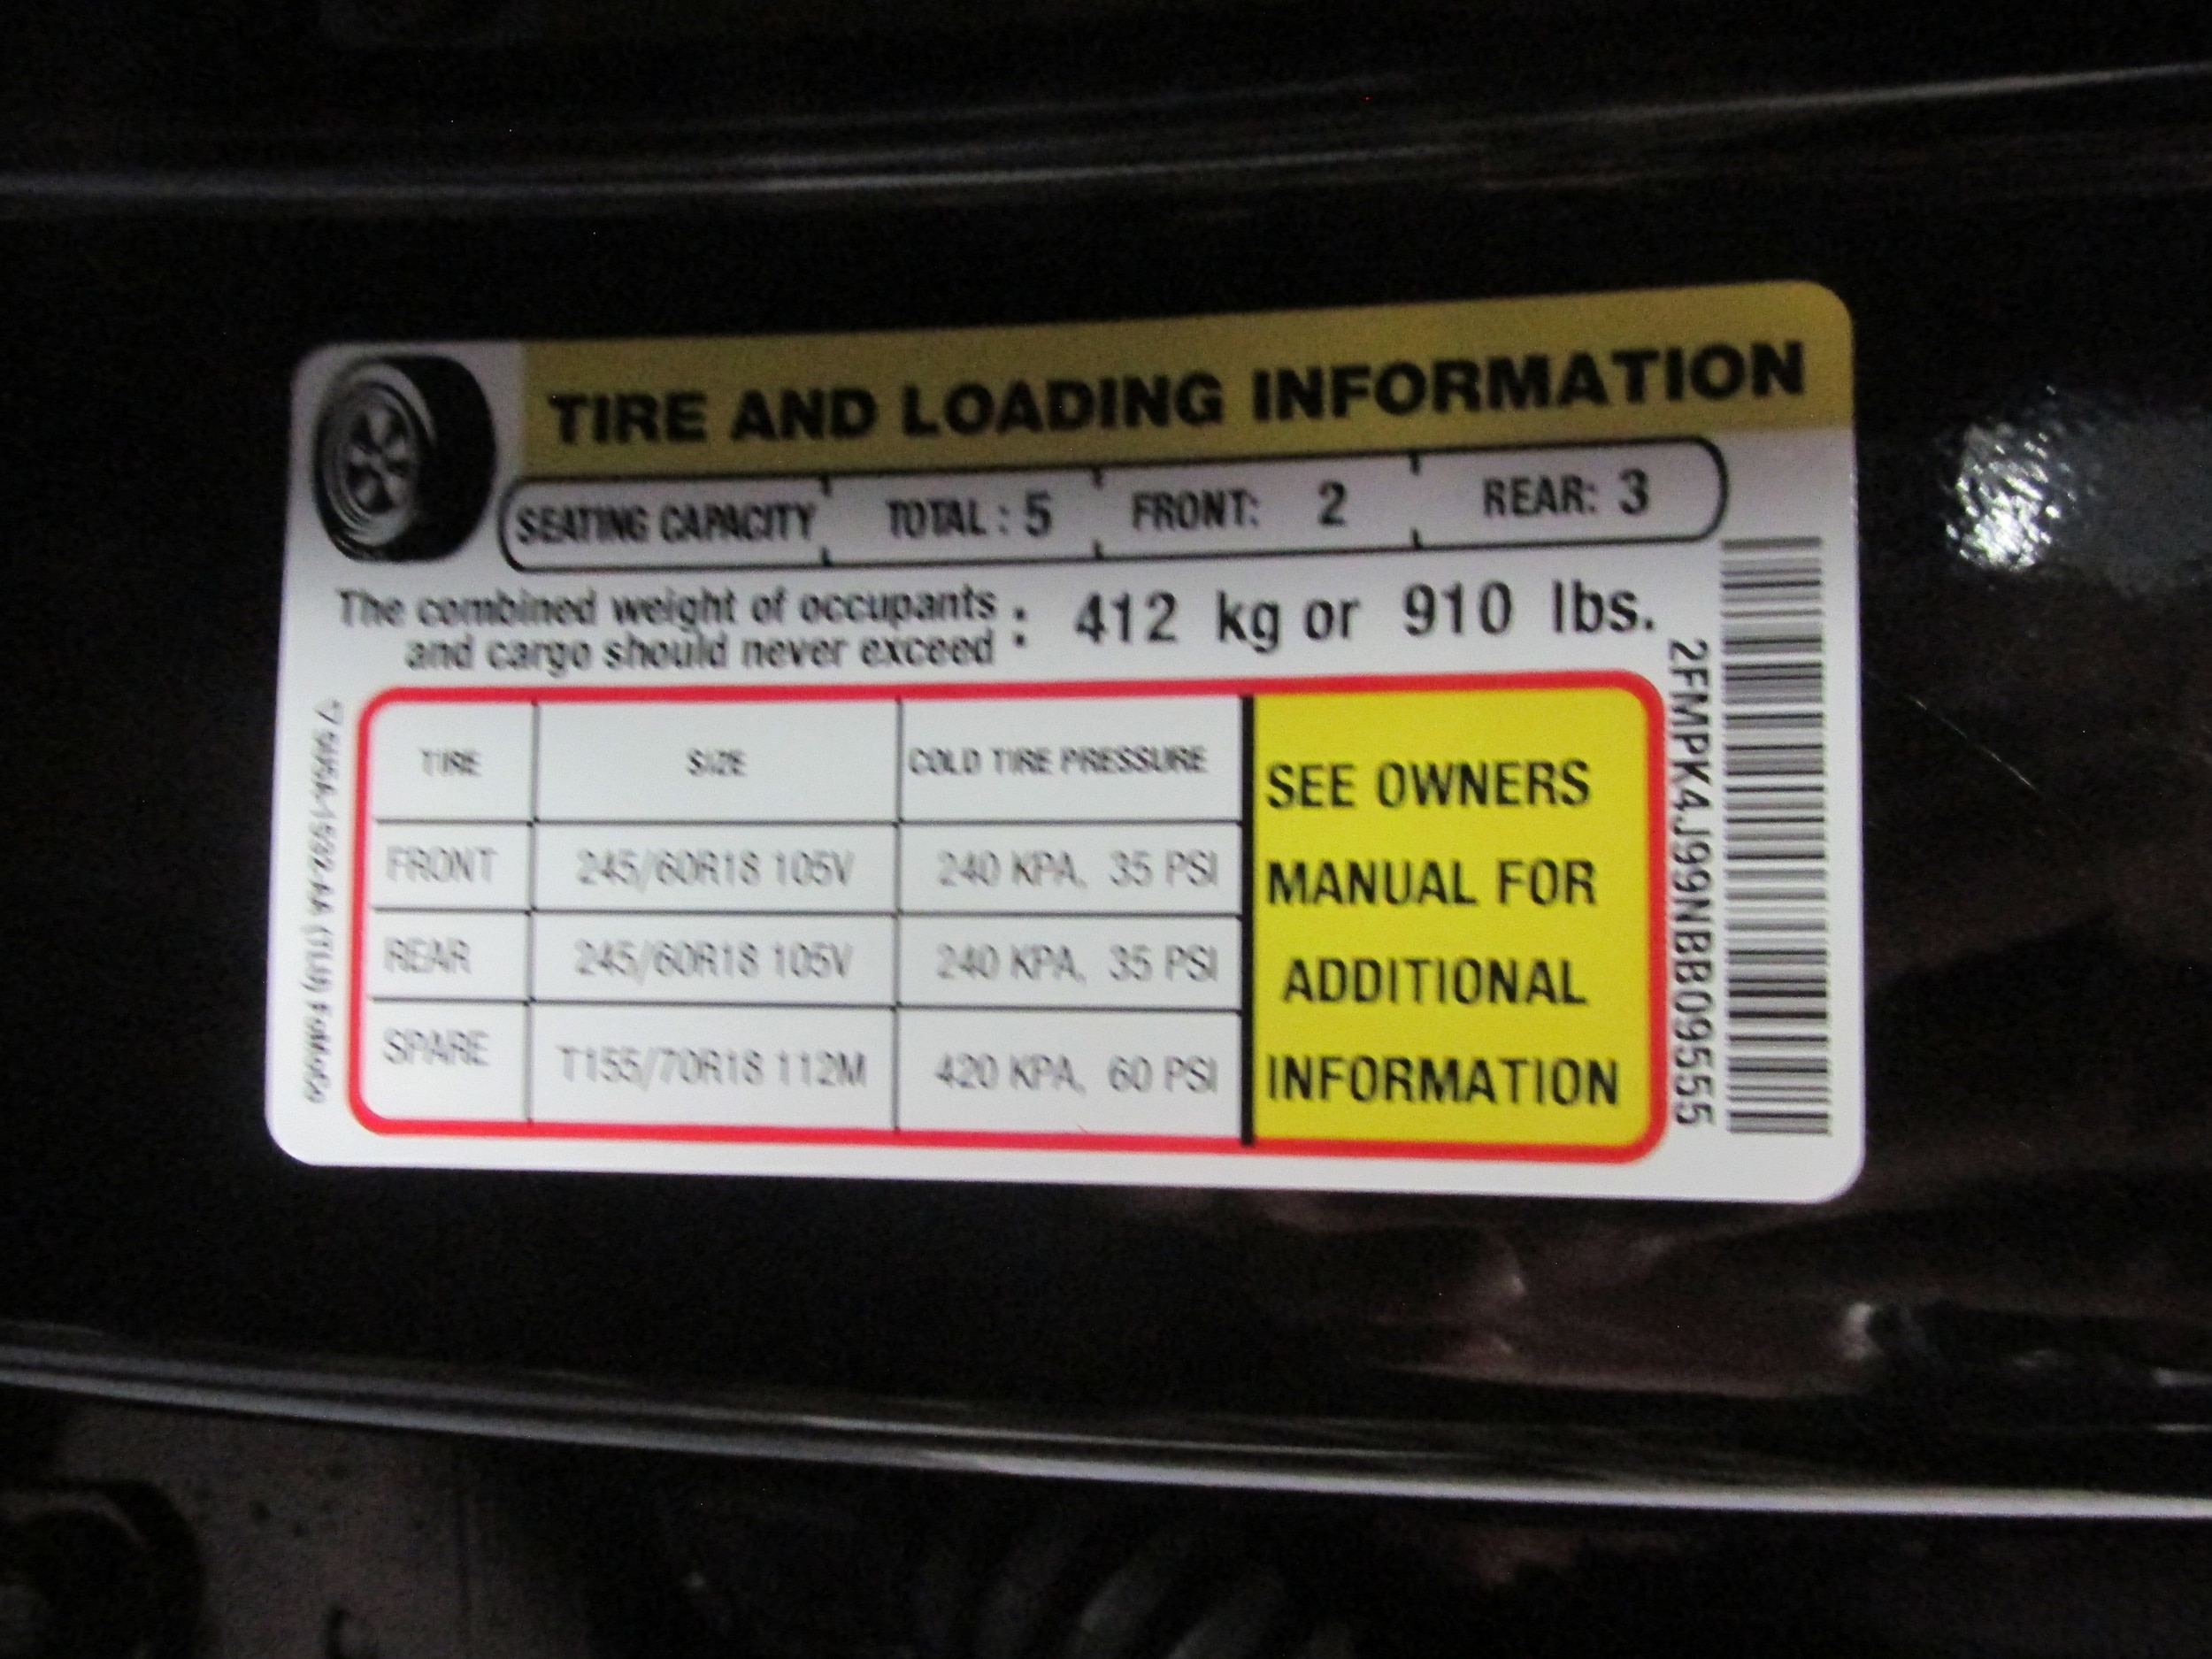 TIRE AND LOADING INFORMATION
SEATING CAPACITY TOTAL : 5 FRONT: 2 REAR: 3
The combined weight of occupants
and cargo should never exceed : 412 kg or 910 lbs.
TIRE SIZE COLD TIRE PRESSURE
FRONT 245/60R18 105V 240 KPA, 35 PSI
REAR 245/60R18 105V 240 KPA, 35 PSI
SPARE T155/70R18 112M 420 KPA, 60 PSI
SEE OWNERS
MANUAL FOR
ADDITIONAL
INFORMATION
2FMPK4J99NBB09555